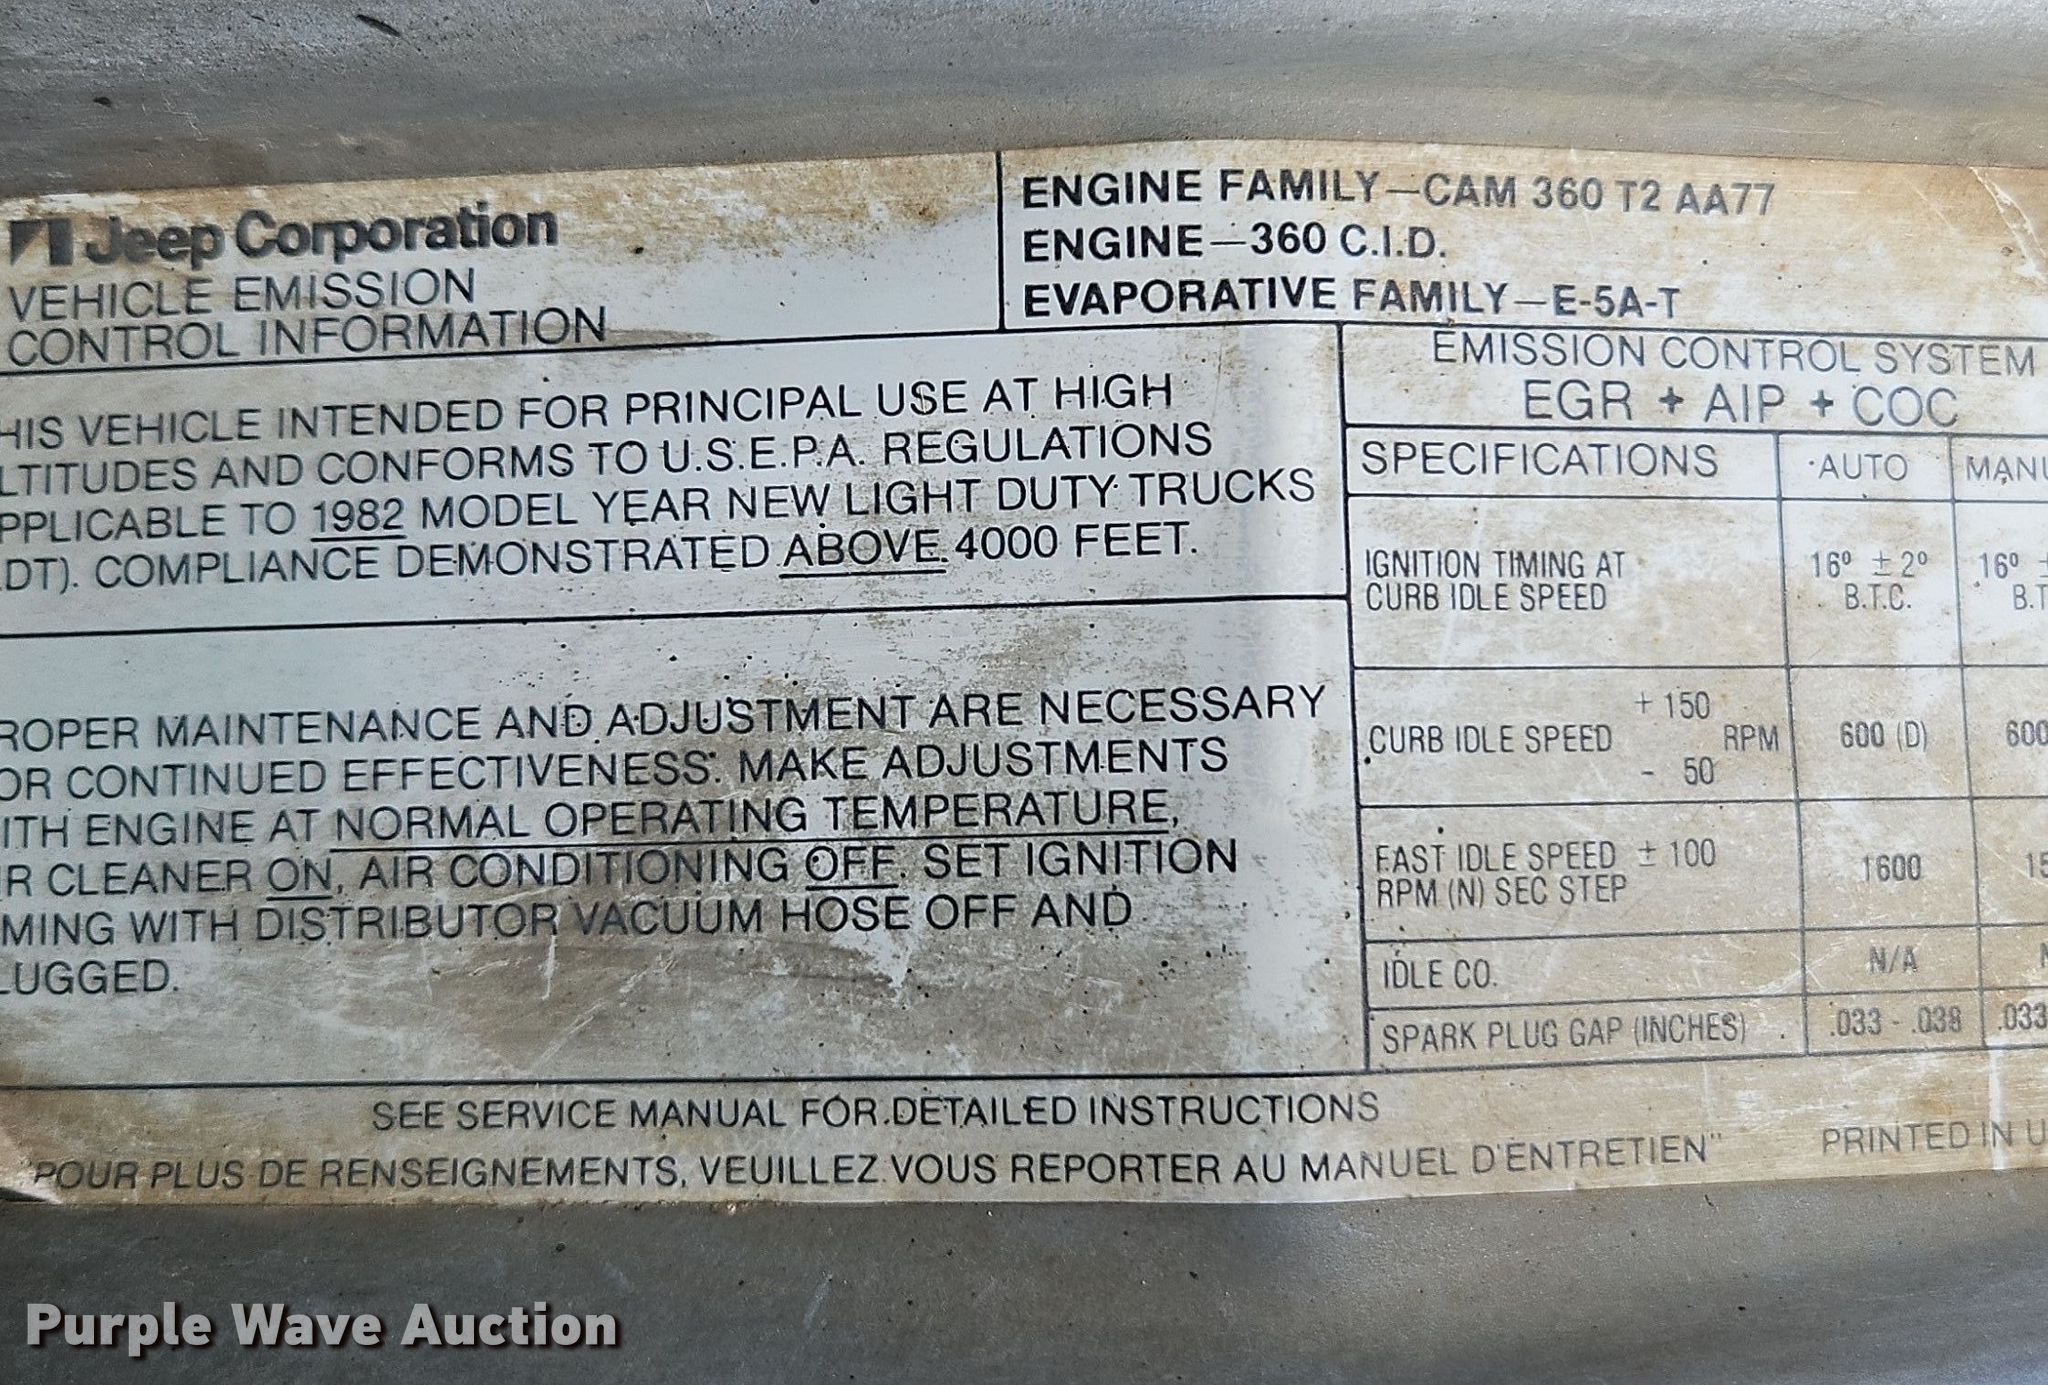 Jeep Corporation
VEHICLE EMISSION
CONTROL INFORMATION
ENGINE FAMILY—CAM 360 T2 AA77
ENGINE—360 C.I.D.
EVAPORATIVE FAMILY—E-5A-T
HIS VEHICLE INTENDED FOR PRINCIPAL USE AT HIGH
LTITUDES AND CONFORMS TO U.S.E.P.A. REGULATIONS
PPLICABLE TO 1982 MODEL YEAR NEW LIGHT DUTY TRUCKS
DT). COMPLIANCE DEMONSTRATED ABOVE 4000 FEET.
ROPER MAINTENANCE AND ADJUSTMENT ARE NECESSARY
OR CONTINUED EFFECTIVENESS. MAKE ADJUSTMENTS
ITH ENGINE AT NORMAL OPERATING TEMPERATURE,
R CLEANER ON, AIR CONDITIONING OFF. SET IGNITION
MING WITH DISTRIBUTOR VACUUM HOSE OFF AND
LUGGED.
EMISSION CONTROL SYSTEM
EGR + AIP + COC
SPECIFICATIONS AUTO MANU
IGNITION TIMING AT 16° ± 2° 16° ±
CURB IDLE SPEED B.T.C. B.T
+ 150
CURB IDLE SPEED RPM 600 (D) 600
- 50
FAST IDLE SPEED ± 100 1600 15
RPM (N) SEC STEP
IDLE CO. N/A N
SPARK PLUG GAP (INCHES) .033 - .038 .033
SEE SERVICE MANUAL FOR DETAILED INSTRUCTIONS
"POUR PLUS DE RENSEIGNEMENTS, VEUILLEZ VOUS REPORTER AU MANUEL D'ENTRETIEN" PRINTED IN U
Purple Wave Auction